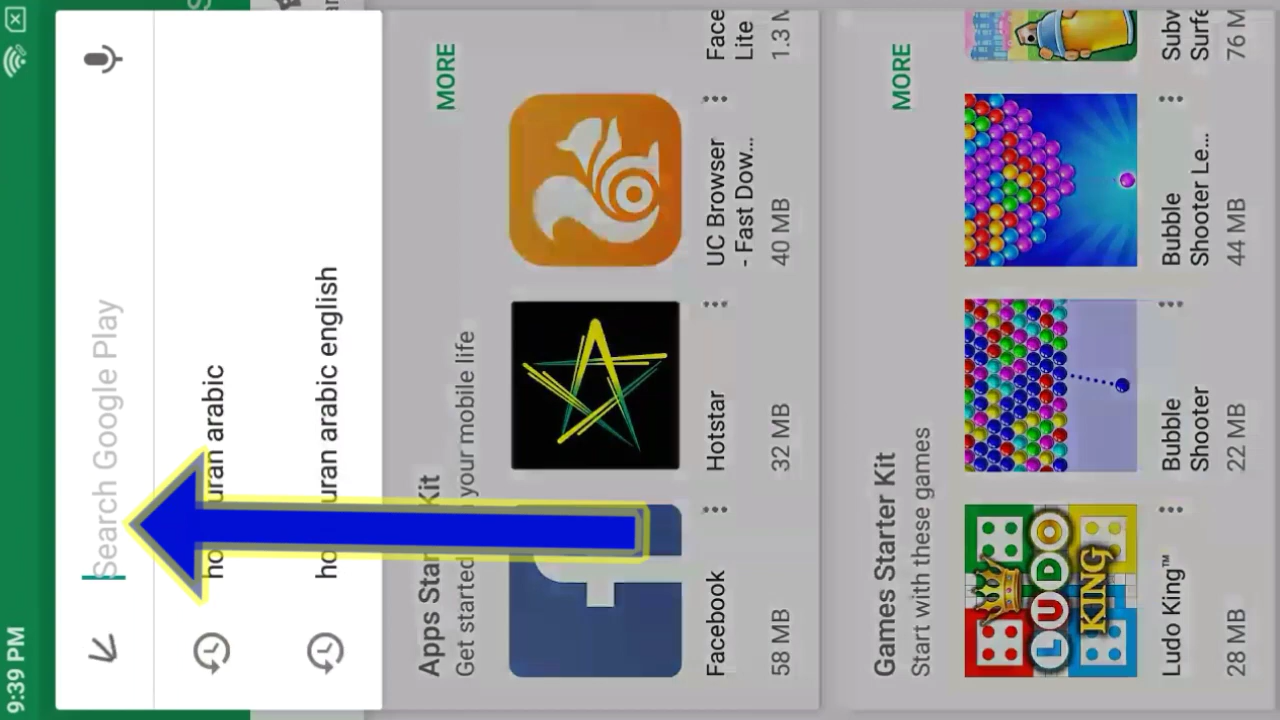 9:39 PM
Search Google Play
ho uran arabic
ho uran arabic english
MORE
Apps Star Kit
Get started your mobile life
Facebook
58 MB
Hotstar
32 MB
UC Browser
- Fast Dow...
40 MB
Face
Lite
1.3 M
MORE
Games Starter Kit
Start with these games
LUDO
KING
Ludo King™
28 MB
Bubble
Shooter
22 MB
Bubble
Shooter Le...
44 MB
Subv
Surfe
76 M